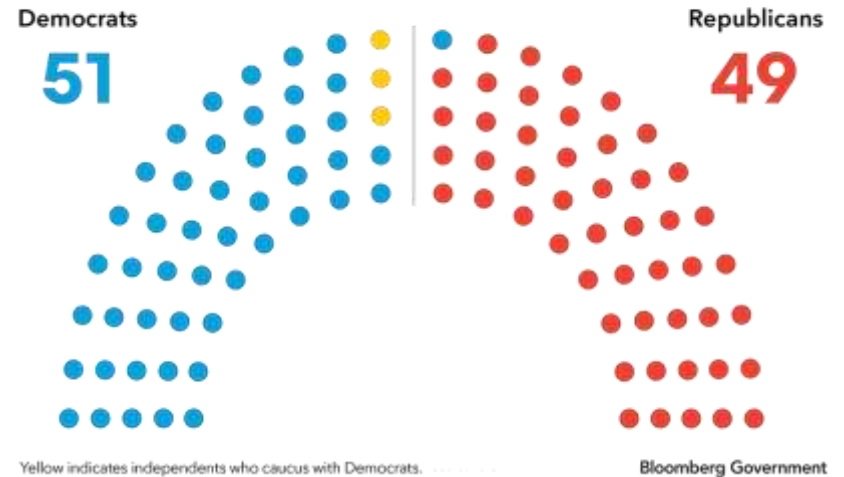 Democrats
51
Republicans
49
Yellow indicates independents who caucus with Democrats.
Bloomberg Government